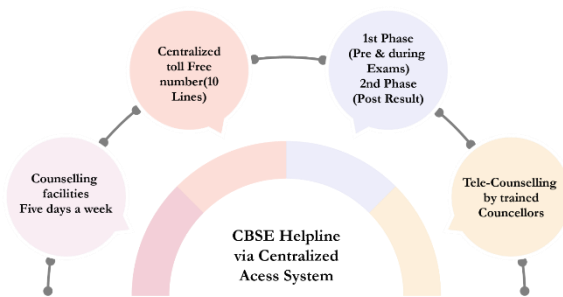 Centralized
toll Free
number(10
Lines)
1st Phase
(Pre & during
Exams)
2nd Phase
(Post Result)
Counselling
facilities
Five days a week
Tele-Counselling
by trained
Councellors
CBSE Helpline
via Centralized
Acess System